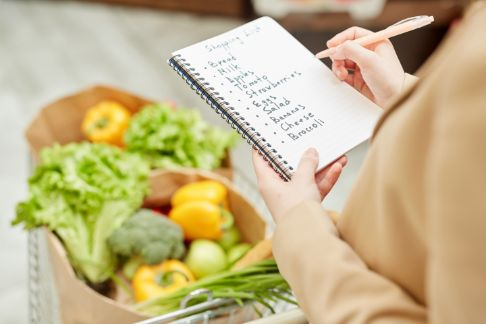 Shopping List
• Bread
• Milk
• Apples
• Tomato
• Strawberries
• Eggs
• Salad
• Bananas
• Cheese
• Broccoli